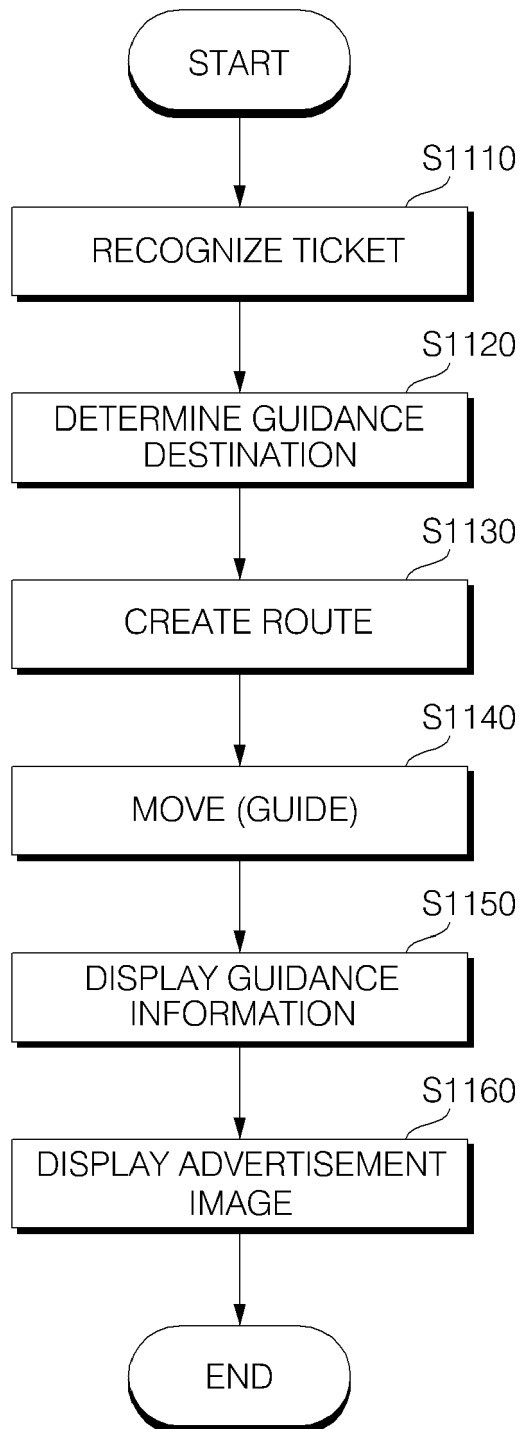 START
S1110
RECOGNIZE TICKET
S1120
DETERMINE GUIDANCE
DESTINATION
S1130
CREATE ROUTE
S1140
MOVE (GUIDE)
S1150
DISPLAY GUIDANCE
INFORMATION
S1160
DISPLAY ADVERTISEMENT
IMAGE
END